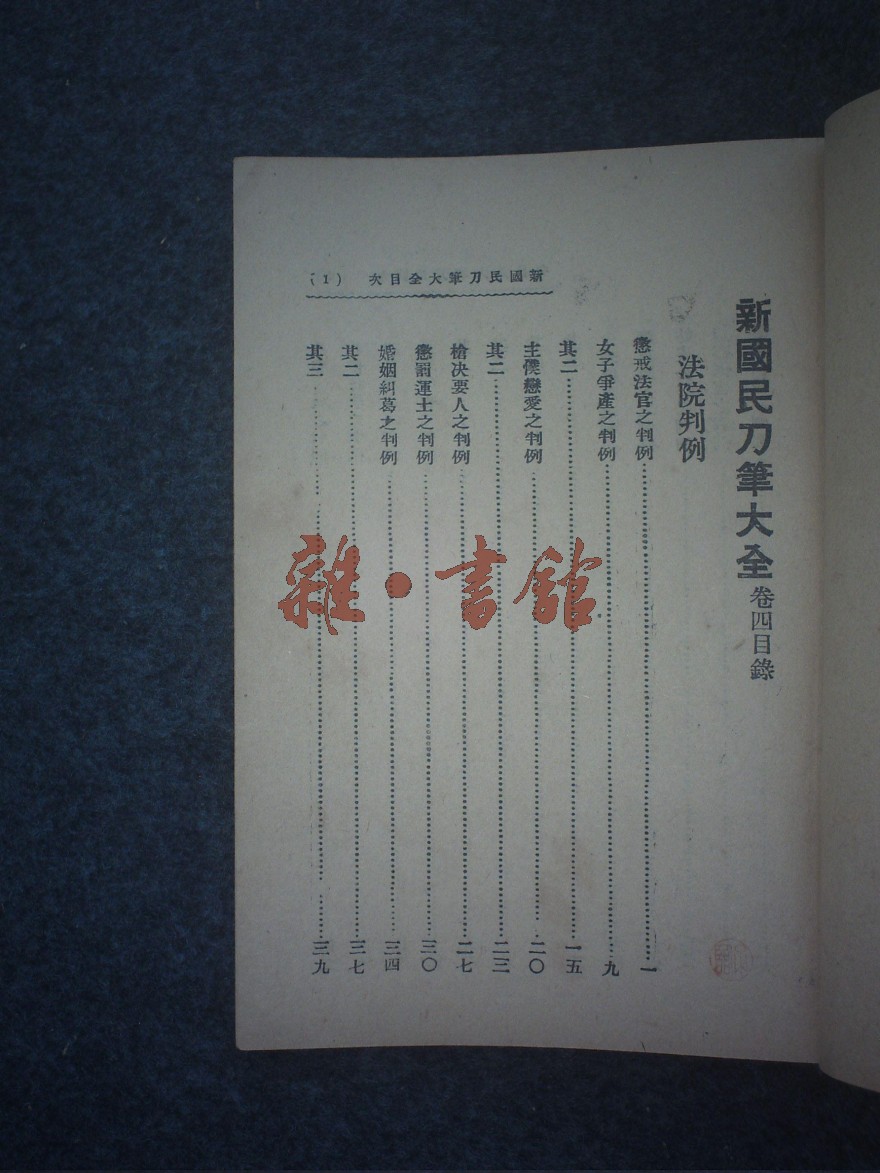 新國民刀筆大全 卷四目錄
法院判例
懲戒法官之判例……一
女子爭產之判例……九
其二……一五
主僕戀愛之判例……二〇
其二……二三
槍决要人之判例……二七
懲罰運土之判例……三〇
婚姻糾葛之判例……三四
其二……三七
其三……三九
新國民刀筆大全目次 (1)
雜·書館